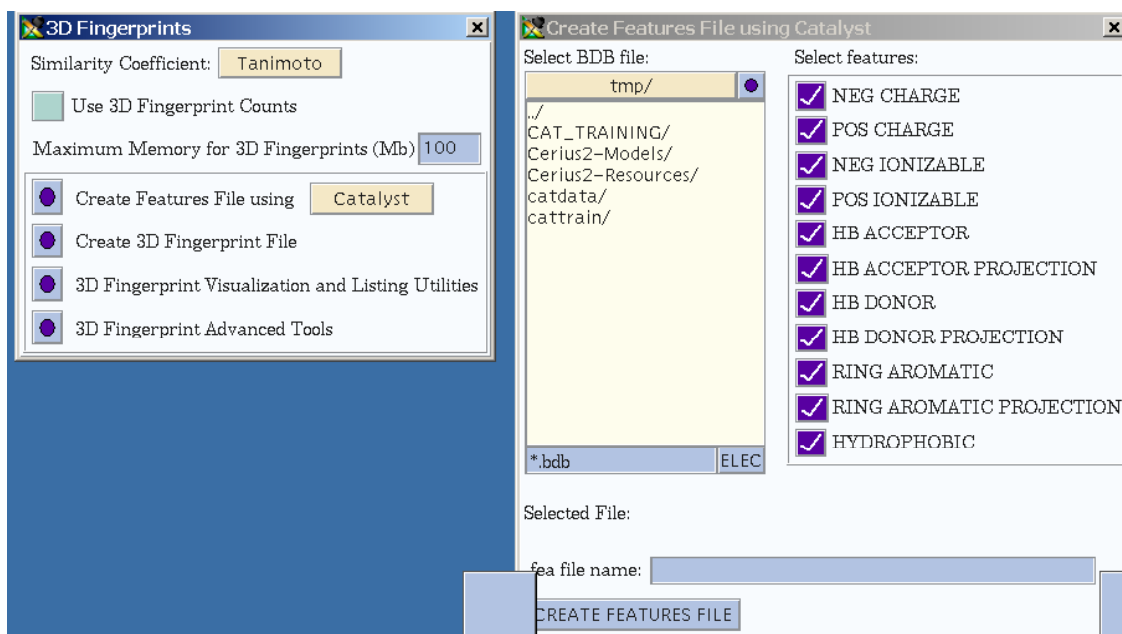 3D Fingerprints
Similarity Coefficient: Tanimoto
Use 3D Fingerprint Counts
Maximum Memory for 3D Fingerprints (Mb) 100
Create Features File using Catalyst
Create 3D Fingerprint File
3D Fingerprint Visualization and Listing Utilities
3D Fingerprint Advanced Tools
Create Features File using Catalyst
Select BDB file:
tmp/
../
CAT_TRAINING/
Cerius2-Models/
Cerius2-Resources/
catdata/
cattrain/
*.bdb ELEC
Select features:
NEG CHARGE
POS CHARGE
NEG IONIZABLE
POS IONIZABLE
HB ACCEPTOR
HB ACCEPTOR PROJECTION
HB DONOR
HB DONOR PROJECTION
RING AROMATIC
RING AROMATIC PROJECTION
HYDROPHOBIC
Selected File:
fea file name:
CREATE FEATURES FILE